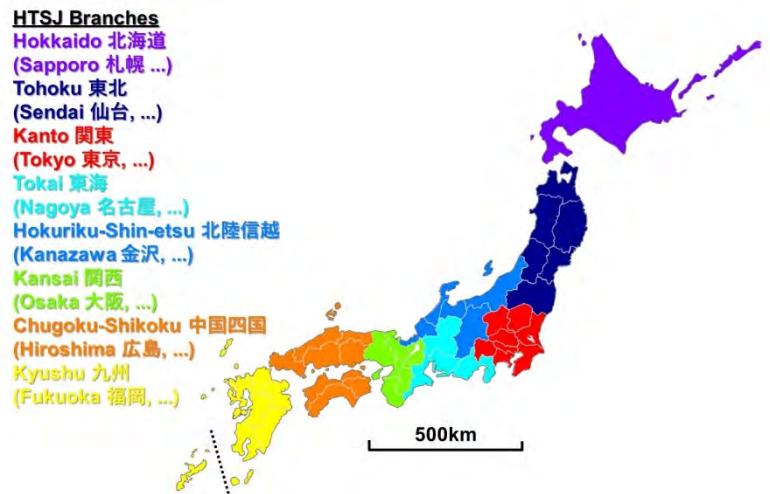 HTSJ Branches
Hokkaido 北海道
(Sapporo 札幌 ...)
Tohoku 東北
(Sendai 仙台, ...)
Kanto 関東
(Tokyo 東京, ...)
Tokai 東海
(Nagoya 名古屋, ...)
Hokuriku-Shin-etsu 北陸信越
(Kanazawa 金沢, ...)
Kansai 関西
(Osaka 大阪, ...)
Chugoku-Shikoku 中国四国
(Hiroshima 広島, ...)
Kyushu 九州
(Fukuoka 福岡, ...)
500km